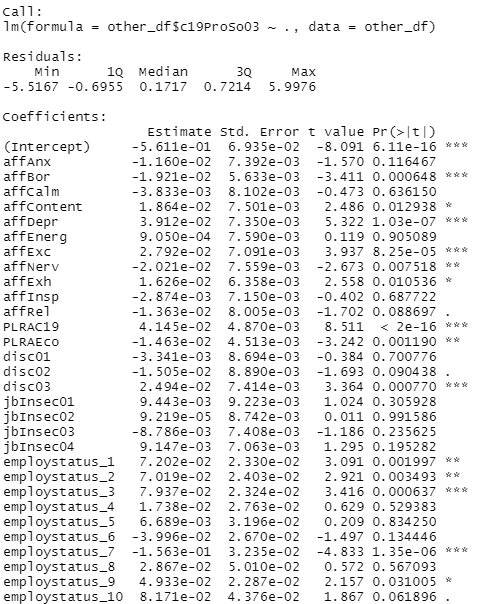 Call:
lm(formula = other_df$c19ProSo03 ~ ., data = other_df)
Residuals:
Min 1Q Median 3Q Max
-5.5167 -0.6955 0.1717 0.7214 5.9976
Coefficients:
Estimate Std. Error t value Pr(>|t|)
(Intercept) -5.611e-01 6.935e-02 -8.091 6.11e-16 ***
affAnx -1.160e-02 7.392e-03 -1.570 0.116467
affBor -1.921e-02 5.633e-03 -3.411 0.000648 ***
affCalm -3.833e-03 8.102e-03 -0.473 0.636150
affContent 1.864e-02 7.501e-03 2.486 0.012938 *
affDepr 3.912e-02 7.350e-03 5.322 1.03e-07 ***
affEnerg 9.050e-04 7.590e-03 0.119 0.905089
affExc 2.792e-02 7.091e-03 3.937 8.25e-05 ***
affNerv -2.021e-02 7.559e-03 -2.673 0.007518 **
affExh 1.626e-02 6.358e-03 2.558 0.010536 *
affInsp -2.874e-03 7.150e-03 -0.402 0.687722
affRel -1.363e-02 8.005e-03 -1.702 0.088697 .
PLRAC19 4.145e-02 4.870e-03 8.511 < 2e-16 ***
PLRAEco -1.463e-02 4.513e-03 -3.242 0.001190 **
disc01 -3.341e-03 8.694e-03 -0.384 0.700776
disc02 -1.505e-02 8.890e-03 -1.693 0.090438 .
disc03 2.494e-02 7.414e-03 3.364 0.000770 ***
jbInsec01 9.443e-03 9.223e-03 1.024 0.305928
jbInsec02 9.219e-05 8.742e-03 0.011 0.991586
jbInsec03 -8.786e-03 7.408e-03 -1.186 0.235625
jbInsec04 9.147e-03 7.063e-03 1.295 0.195282
employstatus_1 7.202e-02 2.330e-02 3.091 0.001997 **
employstatus_2 7.019e-02 2.403e-02 2.921 0.003493 **
employstatus_3 7.937e-02 2.324e-02 3.416 0.000637 ***
employstatus_4 1.738e-02 2.763e-02 0.629 0.529383
employstatus_5 6.689e-03 3.196e-02 0.209 0.834250
employstatus_6 -3.996e-02 2.670e-02 -1.497 0.134446
employstatus_7 -1.563e-01 3.235e-02 -4.833 1.35e-06 ***
employstatus_8 2.867e-02 5.010e-02 0.572 0.567093
employstatus_9 4.933e-02 2.287e-02 2.157 0.031005 *
employstatus_10 8.171e-02 4.376e-02 1.867 0.061896 .